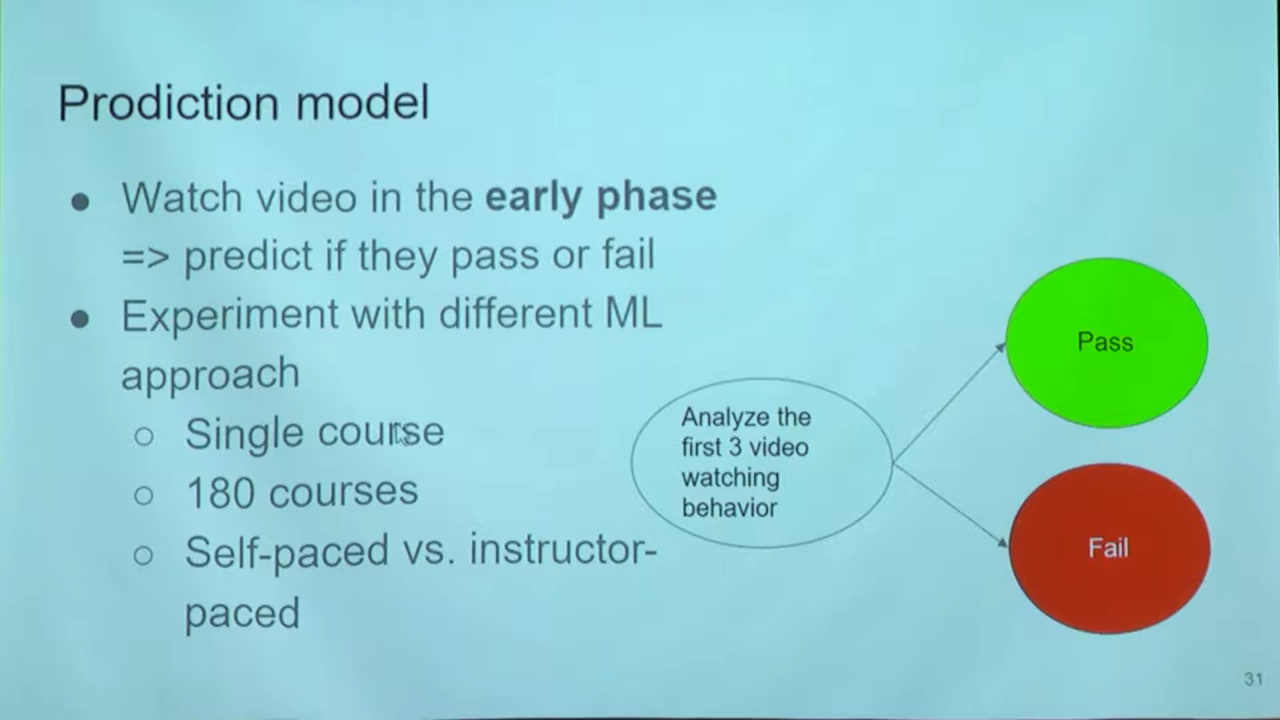 Prodiction model
● Watch video in the early phase
=> predict if they pass or fail
● Experiment with different ML
approach
○ Single course
○ 180 courses
○ Self-paced vs. instructor-
paced
Analyze the
first 3 video
watching
behavior
Pass
Fail
31